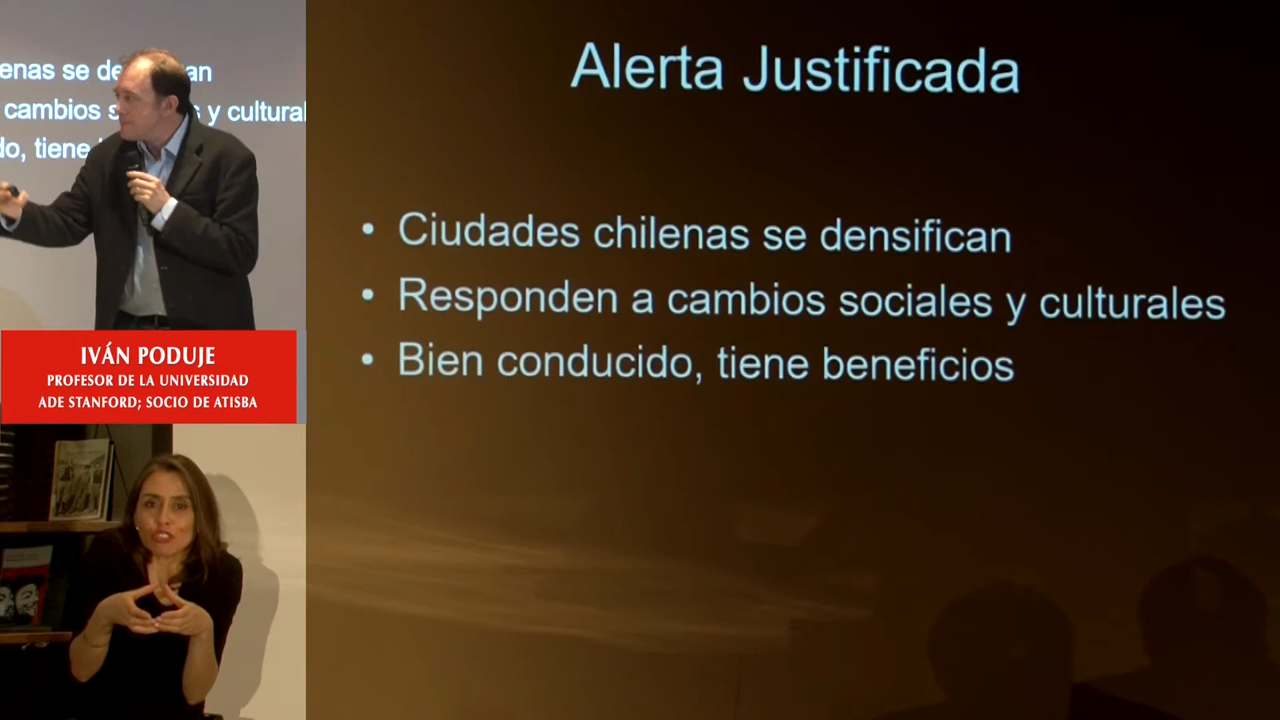 enas se de an
cambios s s y cultural
do, tiene
IVÁN PODUJE
PROFESOR DE LA UNIVERSIDAD
ADE STANFORD; SOCIO DE ATISBA
Alerta Justificada
• Ciudades chilenas se densifican
• Responden a cambios sociales y culturales
• Bien conducido, tiene beneficios